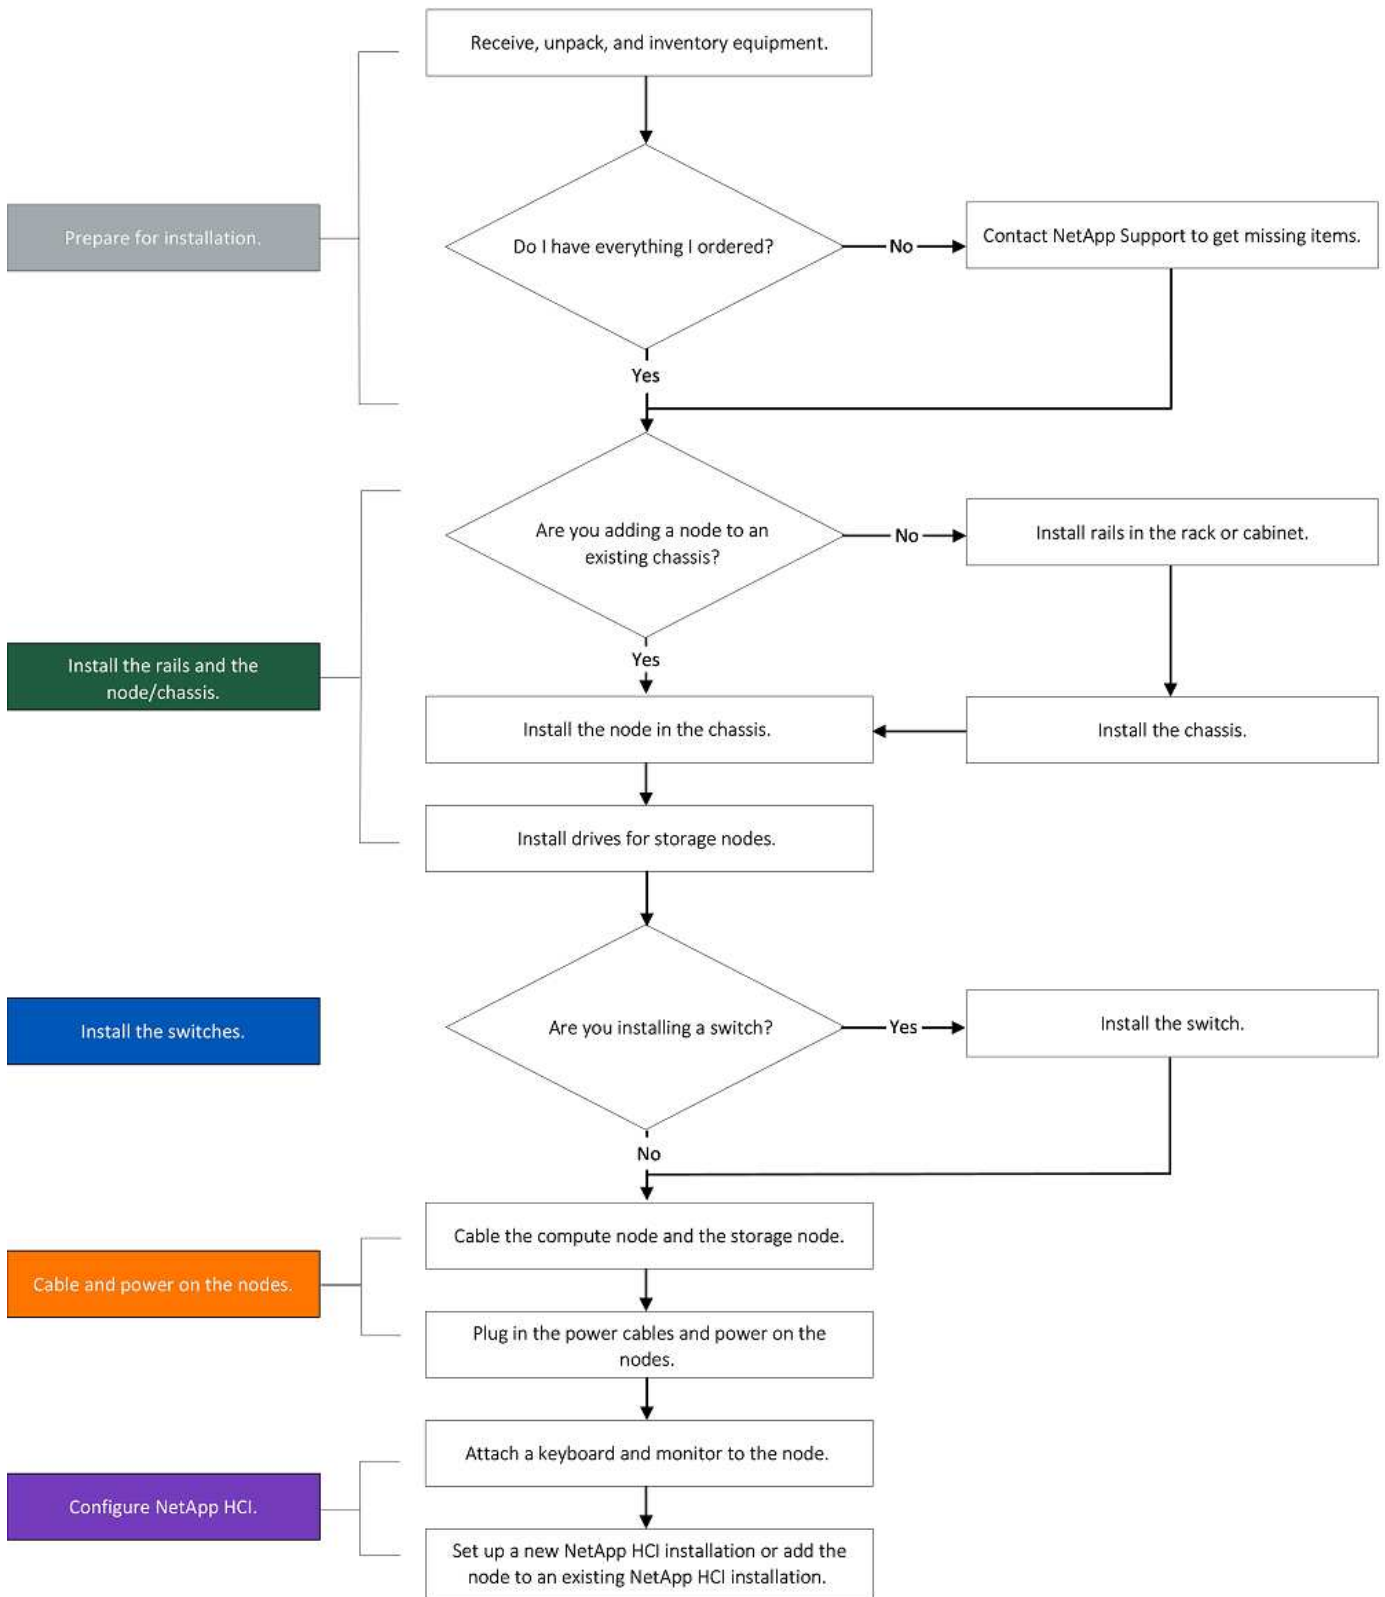 Receive, unpack, and inventory equipment.
Prepare for installation.
Do I have everything I ordered?
No
Contact NetApp Support to get missing items.
Yes
Are you adding a node to an
existing chassis?
No
Install rails in the rack or cabinet.
Yes
Install the rails and the
node/chassis.
Install the node in the chassis.
Install the chassis.
Install drives for storage nodes.
Install the switches.
Are you installing a switch?
Yes
Install the switch.
No
Cable the compute node and the storage node.
Cable and power on the nodes.
Plug in the power cables and power on the
nodes.
Attach a keyboard and monitor to the node.
Configure NetApp HCI.
Set up a new NetApp HCI installation or add the
node to an existing NetApp HCI installation.